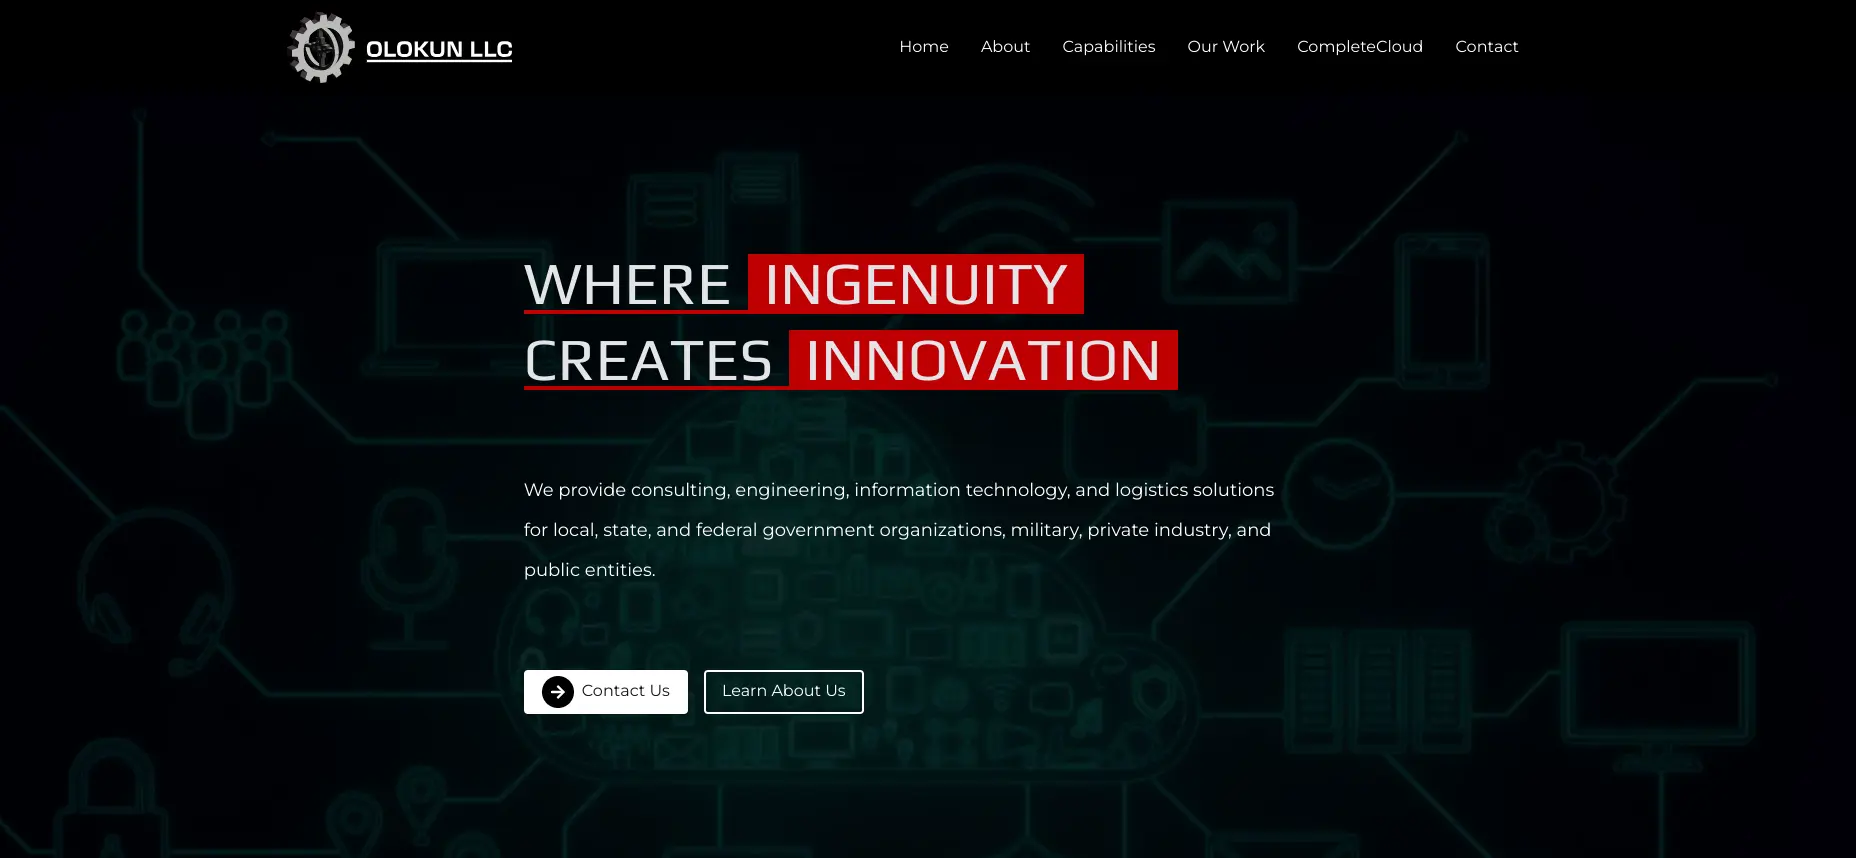 OLOKUN LLC
Home
About
Capabilities
Our Work
CompleteCloud
Contact
WHERE INGENUITY
CREATES INNOVATION
We provide consulting, engineering, information technology, and logistics solutions
for local, state, and federal government organizations, military, private industry, and
public entities.
Contact Us
Learn About Us